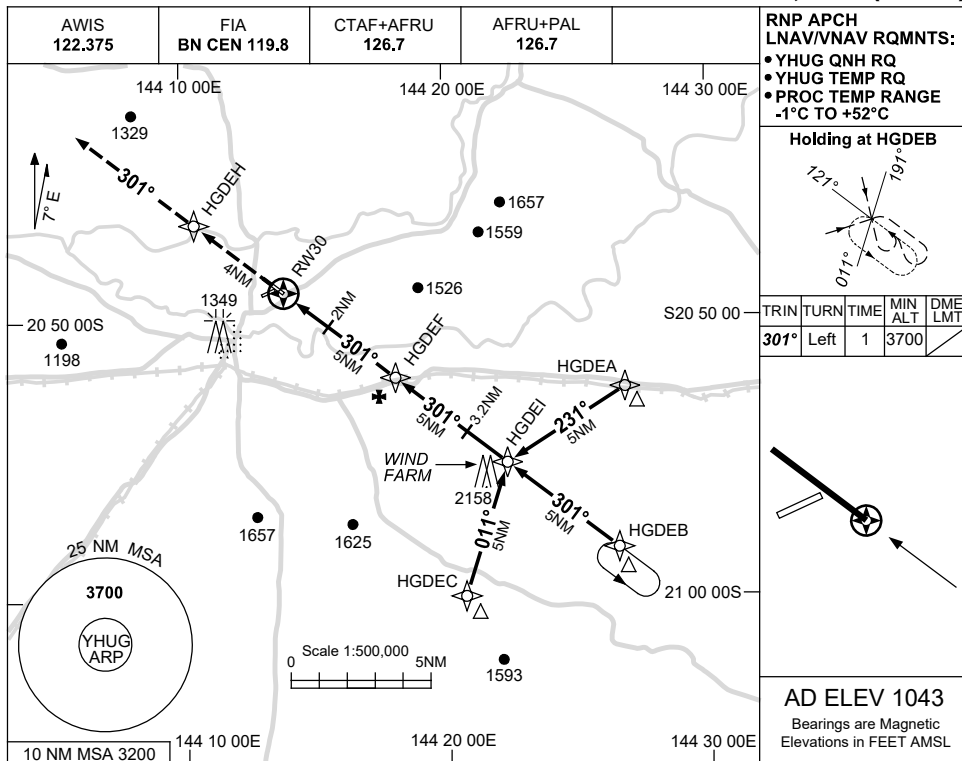 AWIS
122.375
FIA
BN CEN 119.8
CTAF+AFRU
126.7
AFRU+PAL
126.7
RNP APCH
LNAV/VNAV RQMNTS:
• YHUG QNH RQ
• YHUG TEMP RQ
• PROC TEMP RANGE
-1°C TO +52°C
Holding at HGDEB
121°
191°
011°
TRIN TURN TIME MIN ALT DME LMT
301° Left 1 3700
144 10 00E
144 20 00E
144 30 00E
1329
301°
HGDEH
7° E
1657
1559
4NM
RW30
1526
1349
2NM
S20 50 00
20 50 00S
1198
301°
5NM
HGDEF
HGDEA
301°
5NM
3.2NM
HGDEI
231°
5NM
WIND
FARM
2158
301°
5NM
011°
5NM
HGDEB
1657
1625
HGDEC
21 00 00S
25 NM MSA
3700
YHUG
ARP
Scale 1:500,000
0
5NM
1593
10 NM MSA 3200
144 10 00E
144 20 00E
144 30 00E
AD ELEV 1043
Bearings are Magnetic
Elevations in FEET AMSL